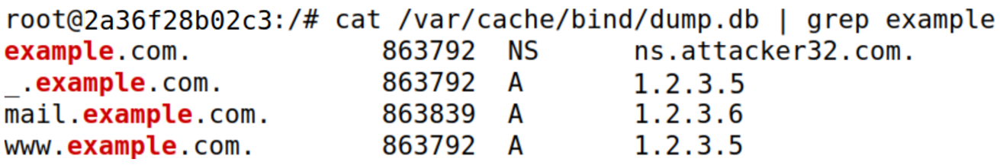 root@2a36f28b02c3:/# cat /var/cache/bind/dump.db | grep example
example.com. 863792 NS ns.attacker32.com.
_.example.com. 863792 A 1.2.3.5
mail.example.com. 863839 A 1.2.3.6
www.example.com. 863792 A 1.2.3.5